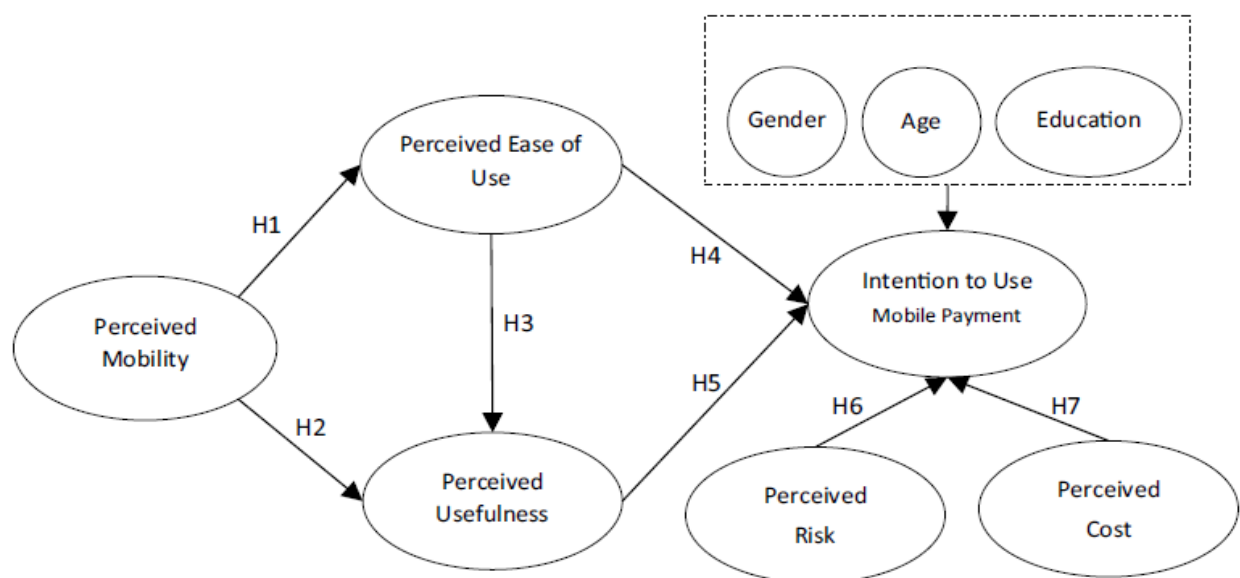 Gender
Age
Education
Perceived Ease of
Use
H1
H4
Intention to Use
Mobile Payment
H3
Perceived
Mobility
H5
H6
H7
H2
Perceived
Usefulness
Perceived
Risk
Perceived
Cost